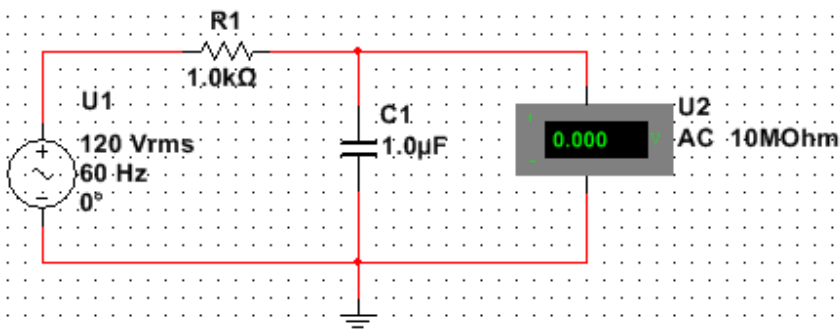 R1
1.0kΩ
U1
120 Vrms
60 Hz
0°
C1
1.0µF
+
0.000
V
-
U2
AC 10MOhm